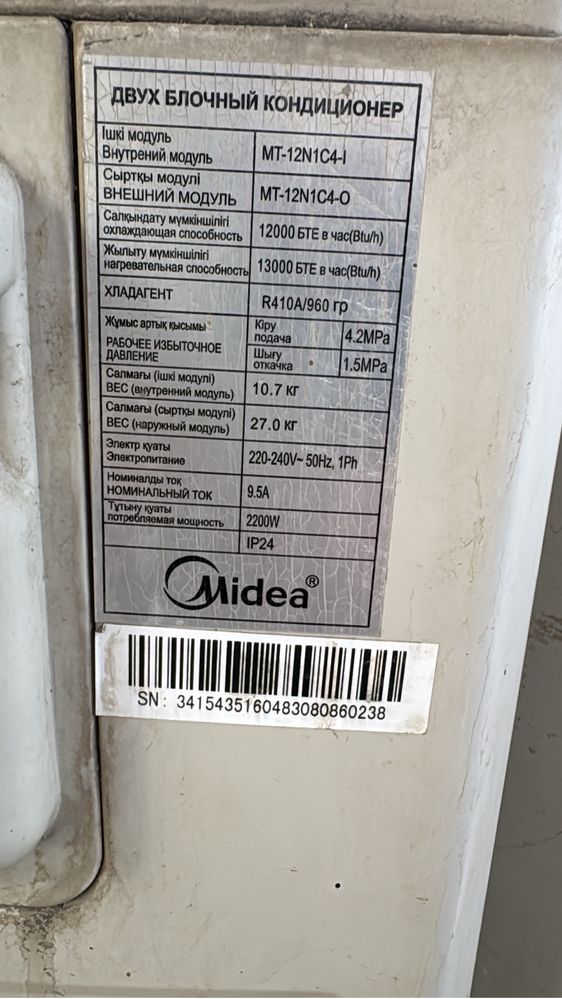 ДВУХ БЛОЧНЫЙ КОНДИЦИОНЕР
Ішкі модуль
Внутрений модуль
MT-12N1C4-I
Сыртқы модулі
ВНЕШНИЙ МОДУЛЬ
MT-12N1C4-O
Салқындату мүмкіншілігі
охлаждающая способность
12000 БТЕ в час(Btu/h)
Жылыту мүмкіншілігі
нагревательная способность
13000 БТЕ в час(Btu/h)
ХЛАДАГЕНТ
R410A/960 гр
Жұмыс артық қысымы
РАБОЧЕЕ ИЗБЫТОЧНОЕ
ДАВЛЕНИЕ
Кіру
подача
4.2MPa
Шығу
откачка
1.5MPa
Салмағы (ішкі модулі)
ВЕС (внутренний модуль)
10.7 кг
Салмағы (сыртқы модулі)
ВЕС (наружный модуль)
27.0 кг
Электр қуаты
Электропитание
220-240V~ 50Hz, 1Ph
Номиналды тоқ
НОМИНАЛЬНЫЙ ТОК
9.5A
Тұтыну қуаты
потребляемая мощность
2200W
IP24
Midea®
SN: 3415435160483080860238